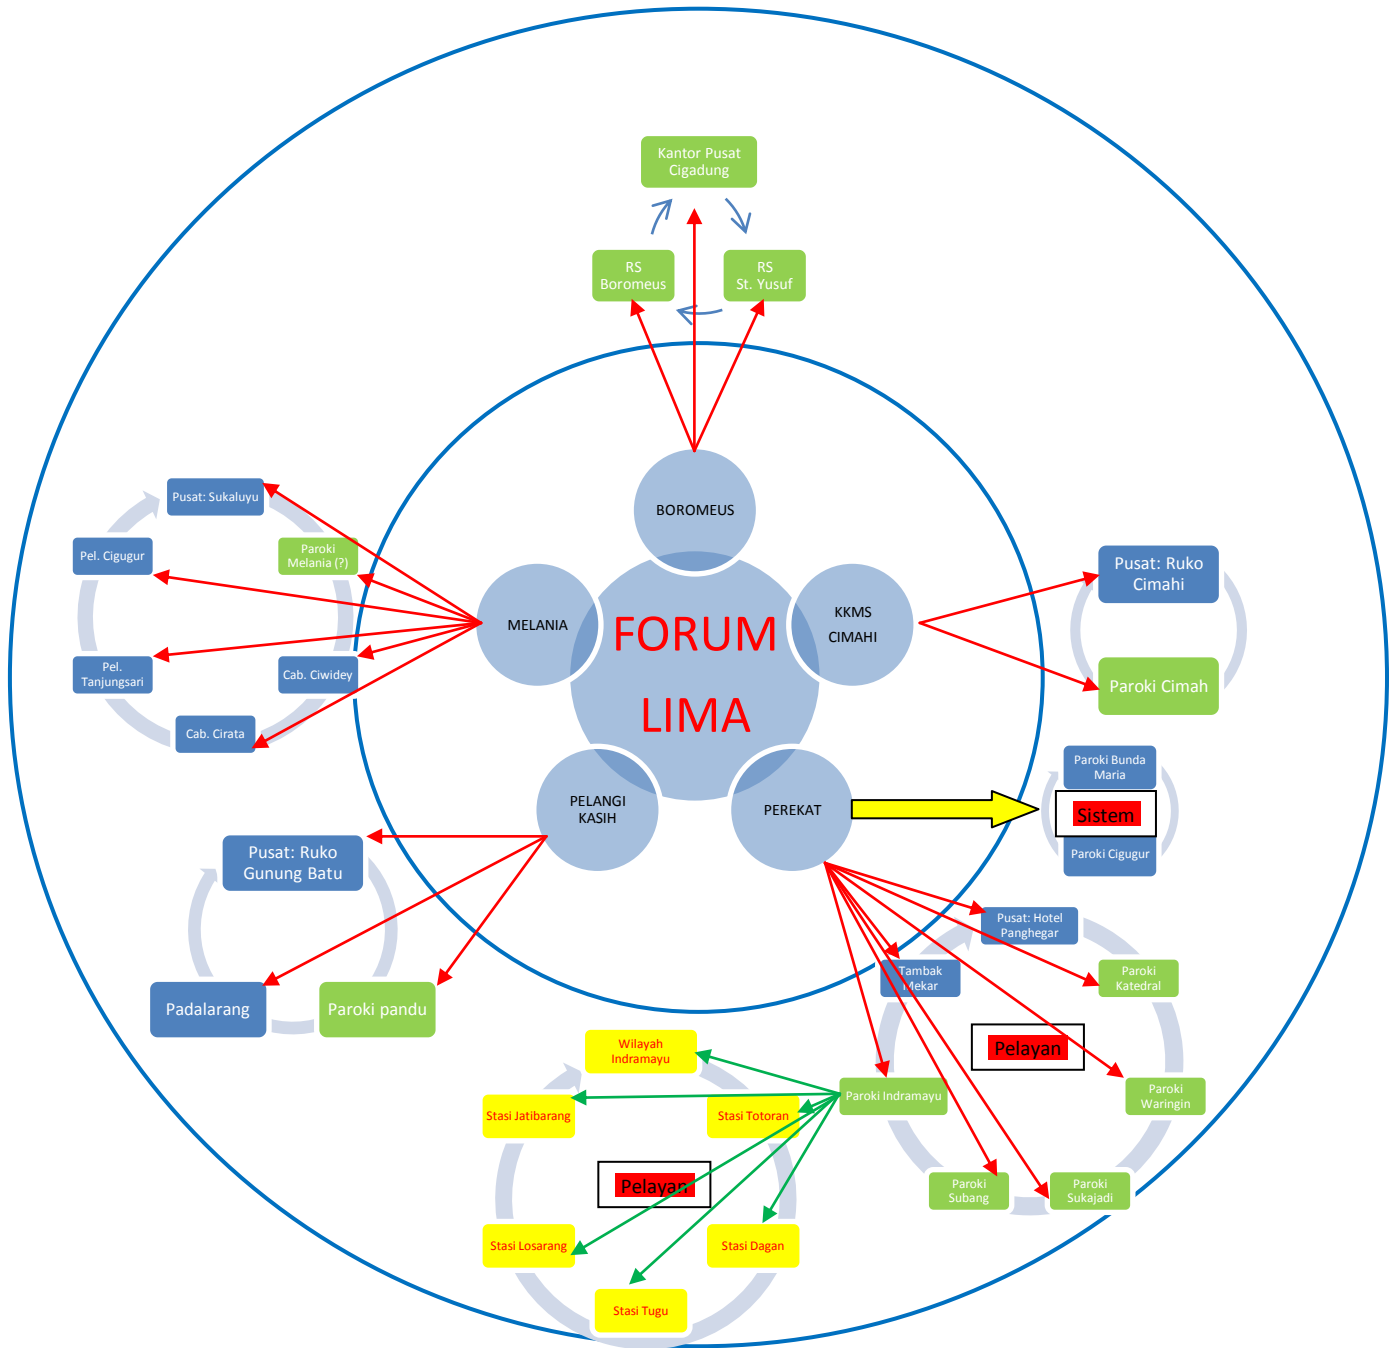 Kantor Pusat
Cigadung
RS
Boromeus
RS
St. Yusuf
BOROMEUS
MELANIA
KKMS
CIMAHI
FORUM
LIMA
PELANGI
KASIH
PEREKAT
Pusat: Sukaluyu
Pel. Cigugur
Paroki
Melania (?)
Pel.
Tanjungsari
Cab. Ciwidey
Cab. Cirata
Pusat: Ruko
Cimahi
Paroki Cimah
Paroki Bunda
Maria
Sistem
Paroki Cigugur
Pusat: Ruko
Gunung Batu
Padalarang
Paroki pandu
Pusat: Hotel
Panghegar
Tambak
Mekar
Paroki
Katedral
Pelayan
Paroki Indramayu
Paroki
Waringin
Paroki
Subang
Paroki
Sukajadi
Wilayah
Indramayu
Stasi Jatibarang
Stasi Totoran
Pelayan
Stasi Losarang
Stasi Dagan
Stasi Tugu